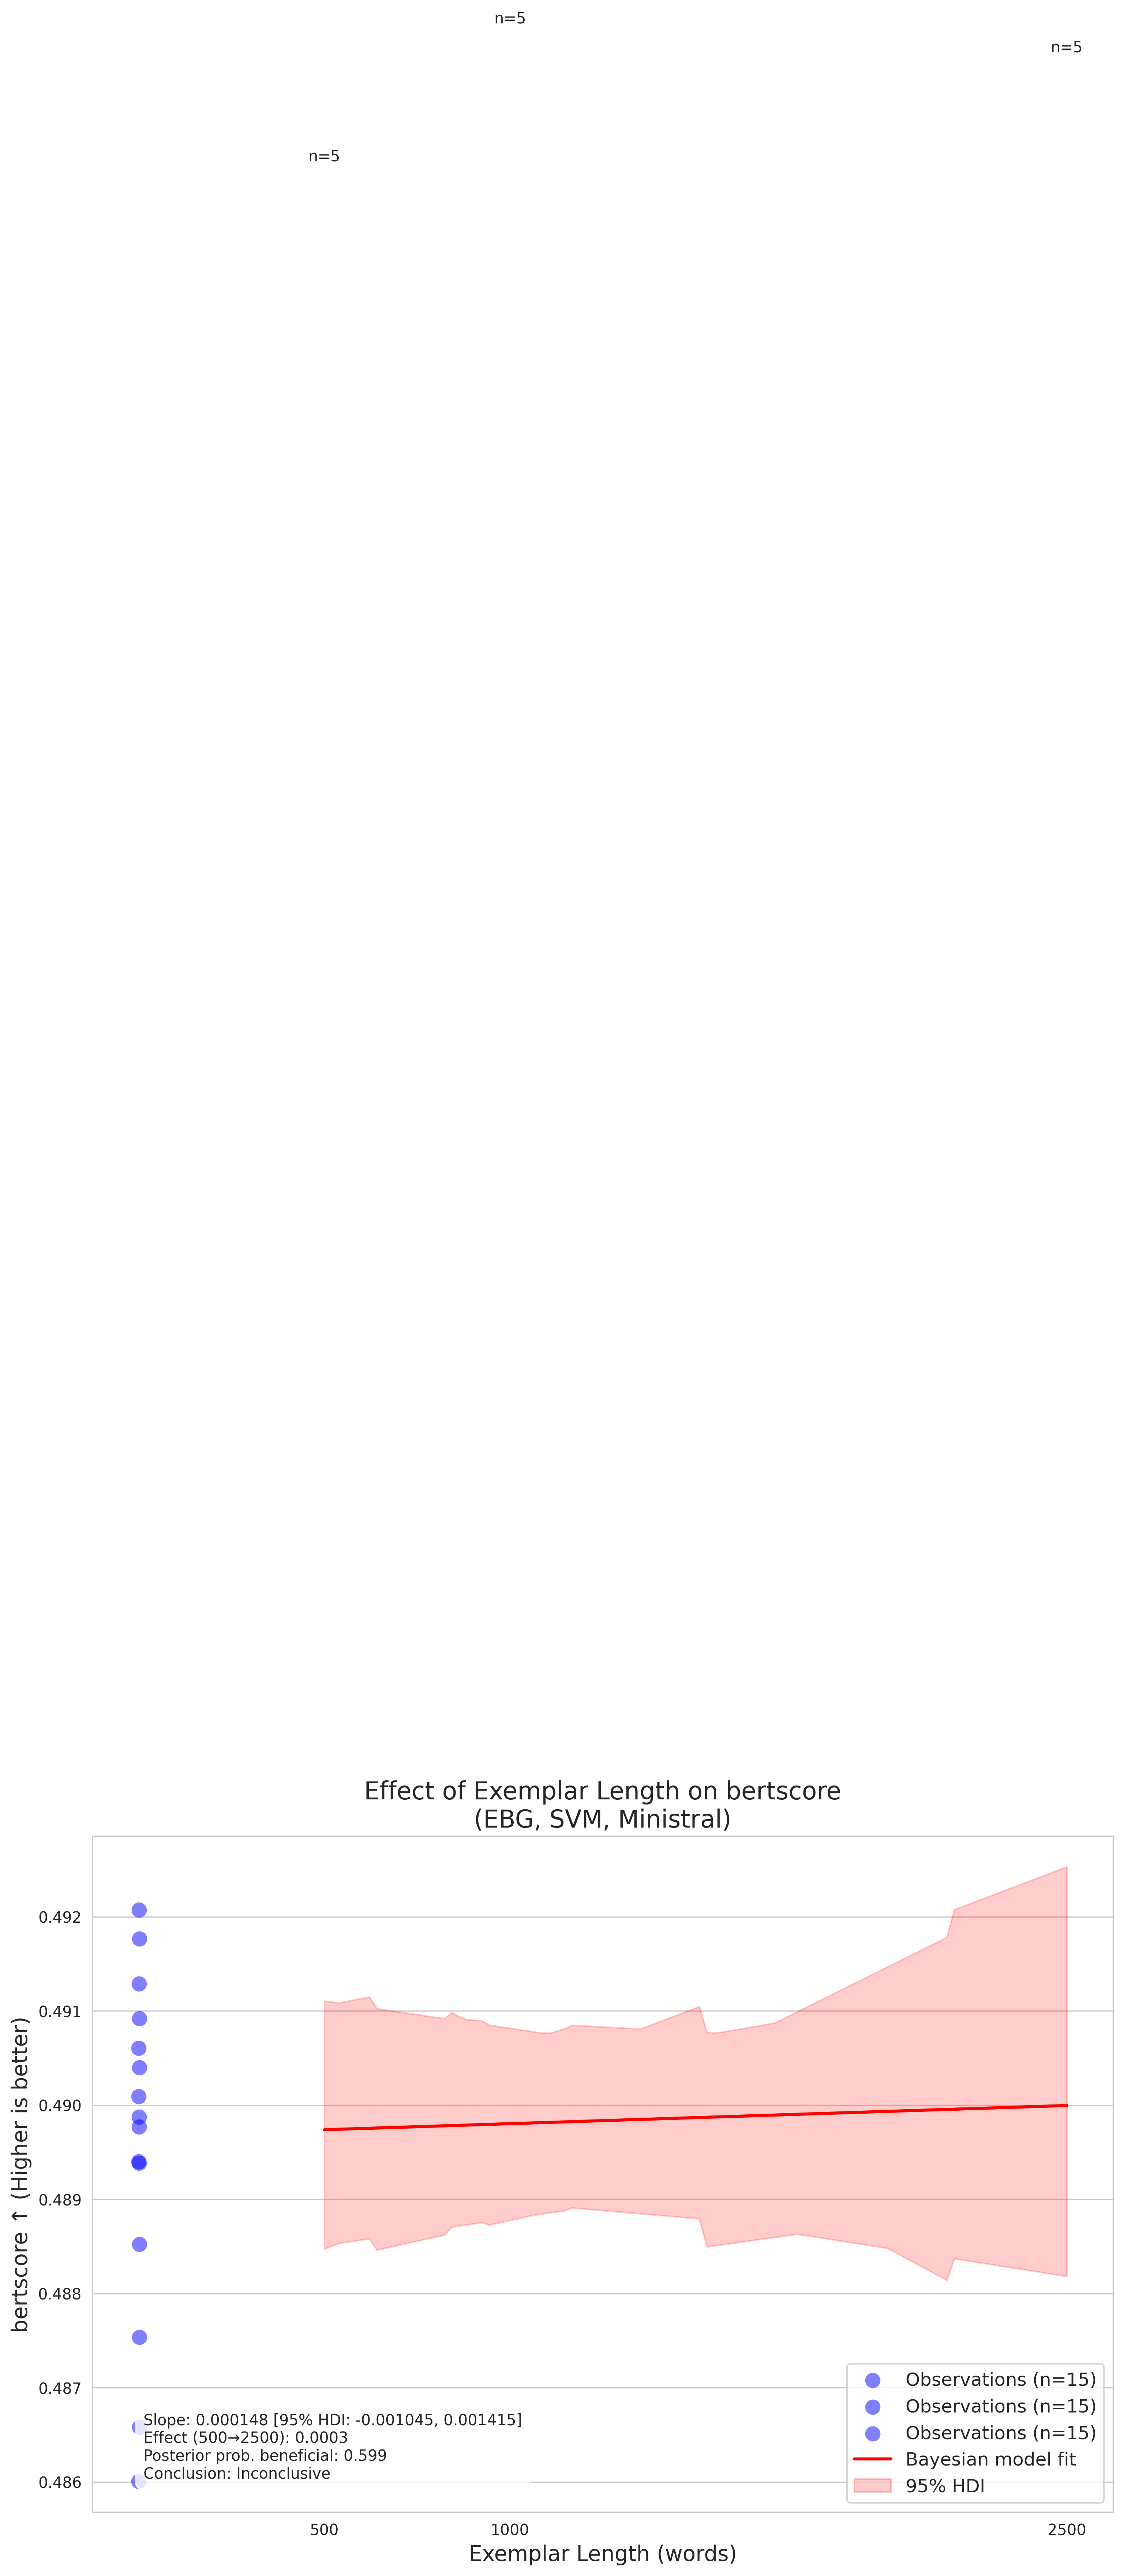 n=5
n=5
n=5
Effect of Exemplar Length on bertscore
(EBG, SVM, Ministral)
bertscore ↑ (Higher is better)
0.492
0.491
0.490
0.489
0.488
0.487
0.486
Slope: 0.000148 [95% HDI: -0.001045, 0.001415]
Effect (500→2500): 0.0003
Posterior prob. beneficial: 0.599
Conclusion: Inconclusive
Observations (n=15)
Observations (n=15)
Observations (n=15)
Bayesian model fit
95% HDI
500
1000
2500
Exemplar Length (words)